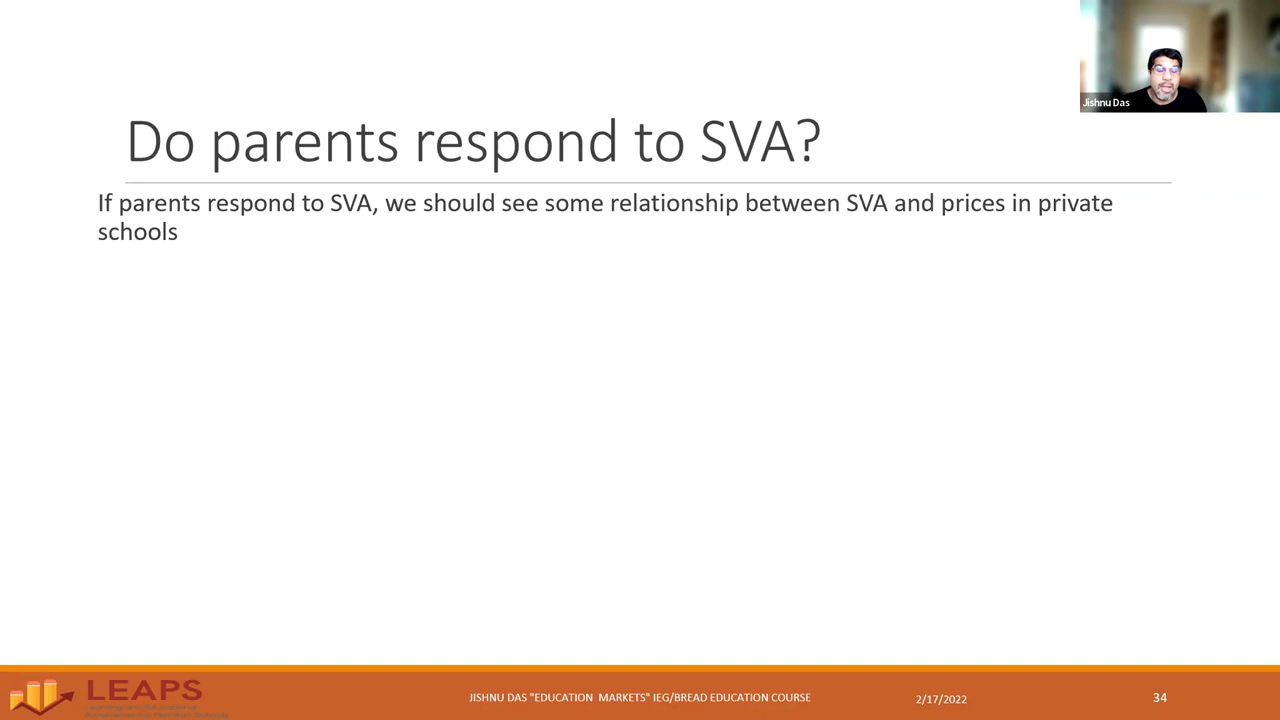 Jishnu Das
Do parents respond to SVA?
If parents respond to SVA, we should see some relationship between SVA and prices in private
schools
LEAPS
JISHNU DAS "EDUCATION MARKETS" IEG/BREAD EDUCATION COURSE
2/17/2022
34